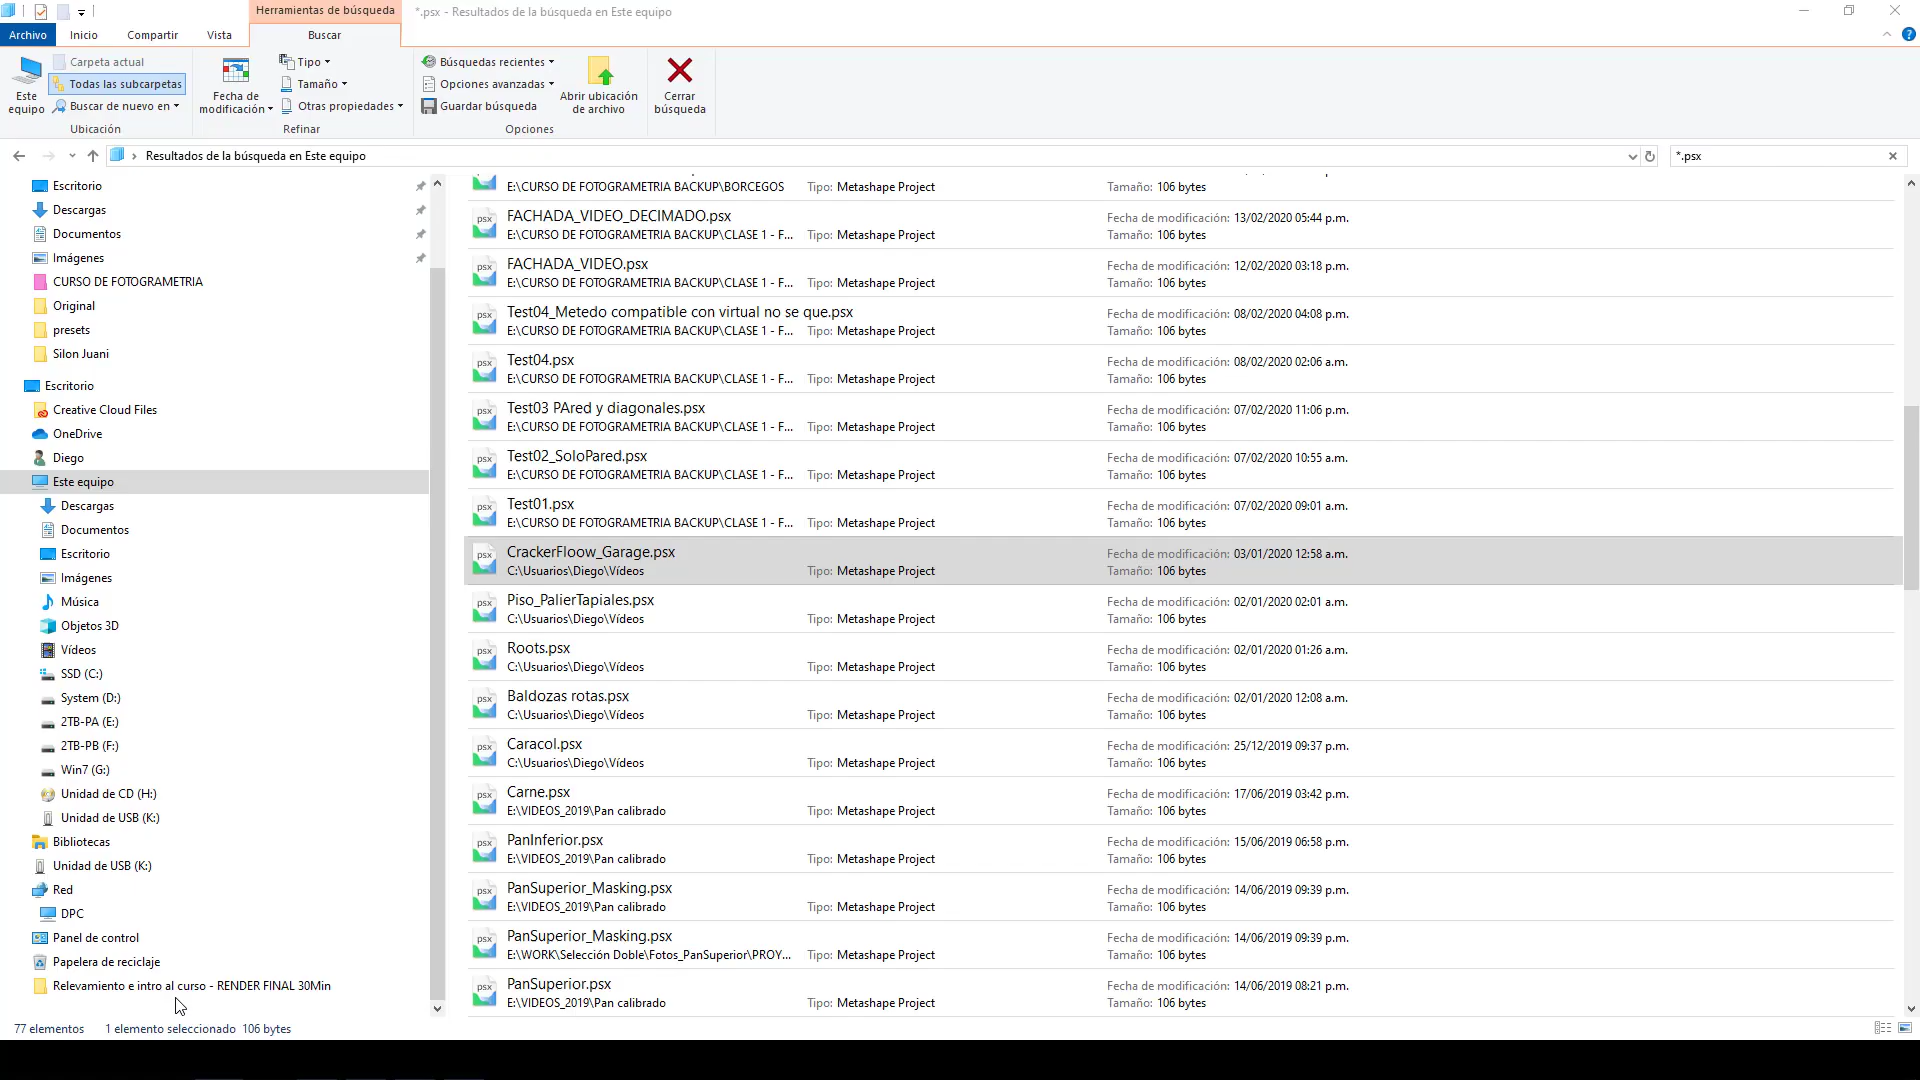 Herramientas de búsqueda
*.psx - Resultados de la búsqueda en Este equipo
Archivo
Inicio
Compartir
Vista
Buscar
Este equipo
Carpeta actual
Todas las subcarpetas
Buscar de nuevo en
Ubicación
Fecha de modificación
Tipo
Tamaño
Otras propiedades
Refinar
Búsquedas recientes
Opciones avanzadas
Guardar búsqueda
Abrir ubicación de archivo
Opciones
Cerrar búsqueda
Resultados de la búsqueda en Este equipo
*.psx
Escritorio
Descargas
Documentos
Imágenes
CURSO DE FOTOGRAMETRIA
Original
presets
Silon Juani
Escritorio
Creative Cloud Files
OneDrive
Diego
Este equipo
Descargas
Documentos
Escritorio
Imágenes
Música
Objetos 3D
Vídeos
SSD (C:)
System (D:)
2TB-PA (E:)
2TB-PB (F:)
Win7 (G:)
Unidad de CD (H:)
Unidad de USB (K:)
Bibliotecas
Unidad de USB (K:)
Red
DPC
Panel de control
Papelera de reciclaje
Relevamiento e intro al curso - RENDER FINAL 30Min
E:\CURSO DE FOTOGRAMETRIA BACKUP\BORCEGOS Tipo: Metashape Project Tamaño: 106 bytes
FACHADA_VIDEO_DECIMADO.psx Fecha de modificación: 13/02/2020 05:44 p.m.
E:\CURSO DE FOTOGRAMETRIA BACKUP\CLASE 1 - F... Tipo: Metashape Project Tamaño: 106 bytes
FACHADA_VIDEO.psx Fecha de modificación: 12/02/2020 03:18 p.m.
E:\CURSO DE FOTOGRAMETRIA BACKUP\CLASE 1 - F... Tipo: Metashape Project Tamaño: 106 bytes
Test04_Metedo compatible con virtual no se que.psx Fecha de modificación: 08/02/2020 04:08 p.m.
E:\CURSO DE FOTOGRAMETRIA BACKUP\CLASE 1 - F... Tipo: Metashape Project Tamaño: 106 bytes
Test04.psx Fecha de modificación: 08/02/2020 02:06 a.m.
E:\CURSO DE FOTOGRAMETRIA BACKUP\CLASE 1 - F... Tipo: Metashape Project Tamaño: 106 bytes
Test03 PAred y diagonales.psx Fecha de modificación: 07/02/2020 11:06 p.m.
E:\CURSO DE FOTOGRAMETRIA BACKUP\CLASE 1 - F... Tipo: Metashape Project Tamaño: 106 bytes
Test02_SoloPared.psx Fecha de modificación: 07/02/2020 10:55 a.m.
E:\CURSO DE FOTOGRAMETRIA BACKUP\CLASE 1 - F... Tipo: Metashape Project Tamaño: 106 bytes
Test01.psx Fecha de modificación: 07/02/2020 09:01 a.m.
E:\CURSO DE FOTOGRAMETRIA BACKUP\CLASE 1 - F... Tipo: Metashape Project Tamaño: 106 bytes
CrackerFloow_Garage.psx Fecha de modificación: 03/01/2020 12:58 a.m.
C:\Usuarios\Diego\Vídeos Tipo: Metashape Project Tamaño: 106 bytes
Piso_PalierTapiales.psx Fecha de modificación: 02/01/2020 02:01 a.m.
C:\Usuarios\Diego\Vídeos Tipo: Metashape Project Tamaño: 106 bytes
Roots.psx Fecha de modificación: 02/01/2020 01:26 a.m.
C:\Usuarios\Diego\Vídeos Tipo: Metashape Project Tamaño: 106 bytes
Baldozas rotas.psx Fecha de modificación: 02/01/2020 12:08 a.m.
C:\Usuarios\Diego\Vídeos Tipo: Metashape Project Tamaño: 106 bytes
Caracol.psx Fecha de modificación: 25/12/2019 09:37 p.m.
C:\Usuarios\Diego\Vídeos Tipo: Metashape Project Tamaño: 106 bytes
Carne.psx Fecha de modificación: 17/06/2019 03:42 p.m.
E:\VIDEOS_2019\Pan calibrado Tipo: Metashape Project Tamaño: 106 bytes
PanInferior.psx Fecha de modificación: 15/06/2019 06:58 p.m.
E:\VIDEOS_2019\Pan calibrado Tipo: Metashape Project Tamaño: 106 bytes
PanSuperior_Masking.psx Fecha de modificación: 14/06/2019 09:39 p.m.
E:\VIDEOS_2019\Pan calibrado Tipo: Metashape Project Tamaño: 106 bytes
PanSuperior_Masking.psx Fecha de modificación: 14/06/2019 09:39 p.m.
E:\WORK\Selección Doble\Fotos_PanSuperior\PROY... Tipo: Metashape Project Tamaño: 106 bytes
PanSuperior.psx Fecha de modificación: 14/06/2019 08:21 p.m.
E:\VIDEOS_2019\Pan calibrado Tipo: Metashape Project Tamaño: 106 bytes
77 elementos 1 elemento seleccionado 106 bytes